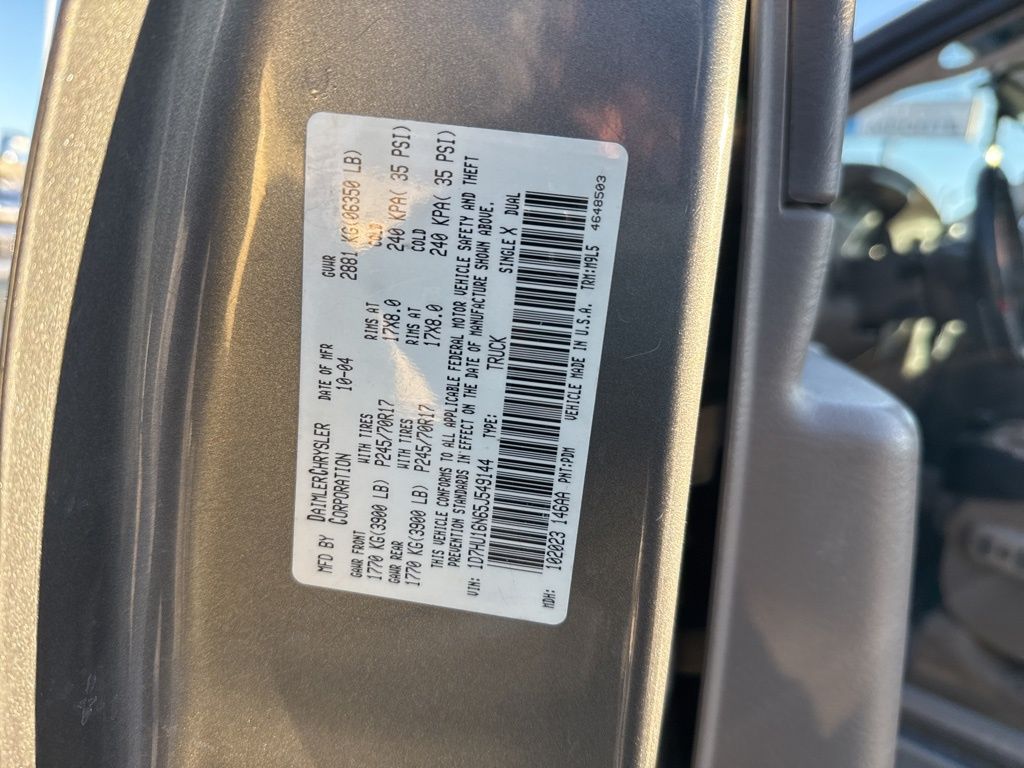 MFD BY DAIMLERCHRYSLER CORPORATION DATE OF MFR 10-04 GVWR 2881 KG(06350 LB)
GAWR FRONT WITH TIRES RIMS AT COLD
1770 KG(3900 LB) P245/70R17 17X8.0 240 KPA( 35 PSI)
GAWR REAR WITH TIRES RIMS AT COLD
1770 KG(3900 LB) P245/70R17 17X8.0 240 KPA( 35 PSI)
THIS VEHICLE CONFORMS TO ALL APPLICABLE FEDERAL MOTOR VEHICLE SAFETY AND THEFT
PREVENTION STANDARDS IN EFFECT ON THE DATE OF MANUFACTURE SHOWN ABOVE.
VIN: 1D7HU16N65J549144 TYPE: TRUCK SINGLE X DUAL
MDH: 102023 146AA PNT:PDM VEHICLE MADE IN U.S.A. TRM:M9L5 4648503